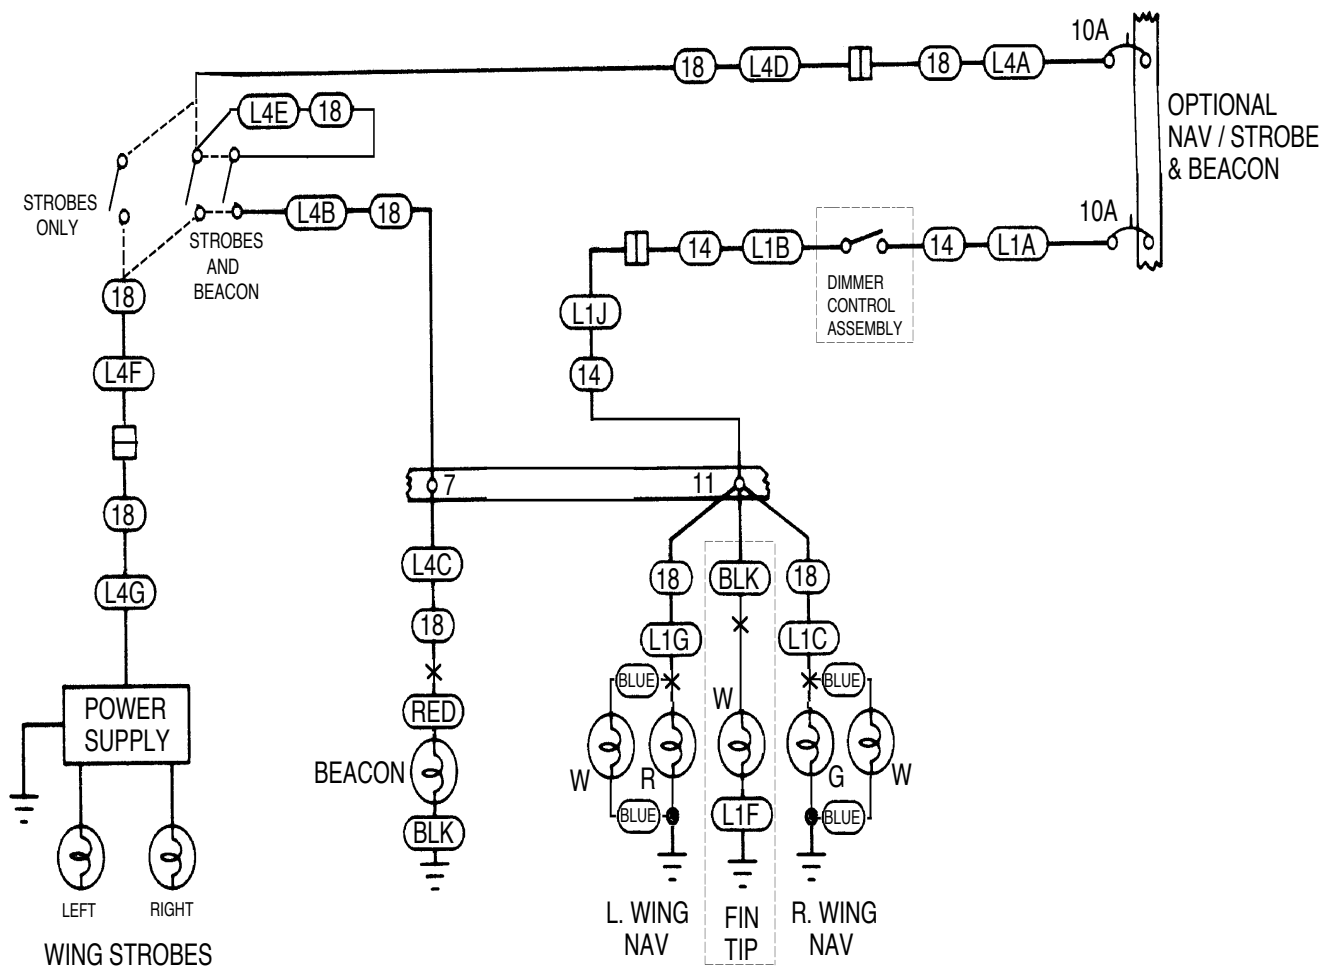 10A
18
L4D
18
L4A
OPTIONAL
NAV / STROBE
& BEACON
L4E
18
STROBES
ONLY
L4B
18
10A
STROBES
AND
BEACON
14
L1B
14
L1A
DIMMER
CONTROL
ASSEMBLY
18
L1J
L4F
14
7
11
18
L4C
18
BLK
18
L4G
18
L1G
L1C
BLUE
BLUE
RED
W
POWER
SUPPLY
BEACON
W
R
G
W
BLUE
L1F
BLUE
BLK
LEFT
RIGHT
L. WING
NAV
FIN
TIP
R. WING
NAV
WING STROBES